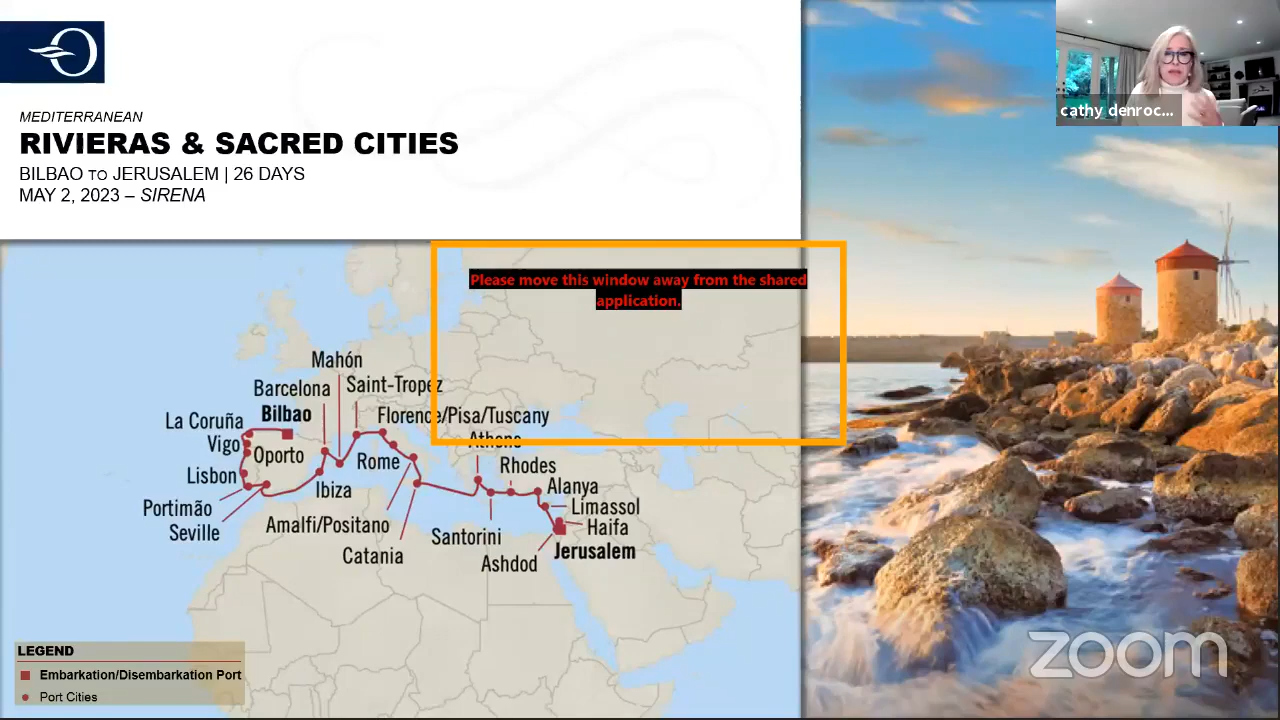 MEDITERRANEAN
RIVIERAS & SACRED CITIES
BILBAO TO JERUSALEM | 26 DAYS
MAY 2, 2023 – SIRENA
cathy denroc...
Please move this window away from the shared
application.
Mahón
Barcelona
Saint-Tropez
La Coruña
Bilbao
Florence/Pisa/Tuscany
Vigo
Oporto
Athens
Lisbon
Rome
Rhodes
Ibiza
Alanya
Portimão
Limassol
Seville
Amalfi/Positano
Haifa
Santorini
Catania
Jerusalem
Ashdod
LEGEND
Embarkation/Disembarkation Port
Port Cities
zoom